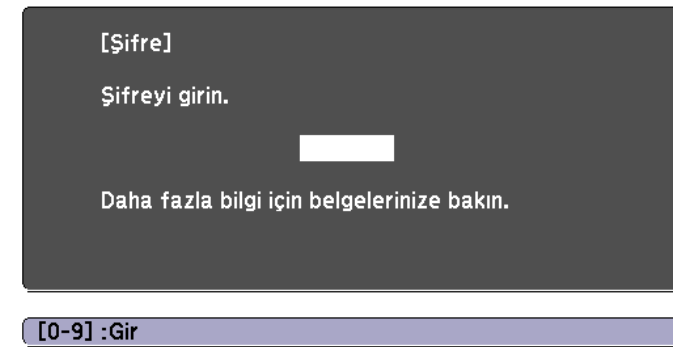 [Şifre]
Şifreyi girin.
Daha fazla bilgi için belgelerinize bakın.
[0-9] :Gir